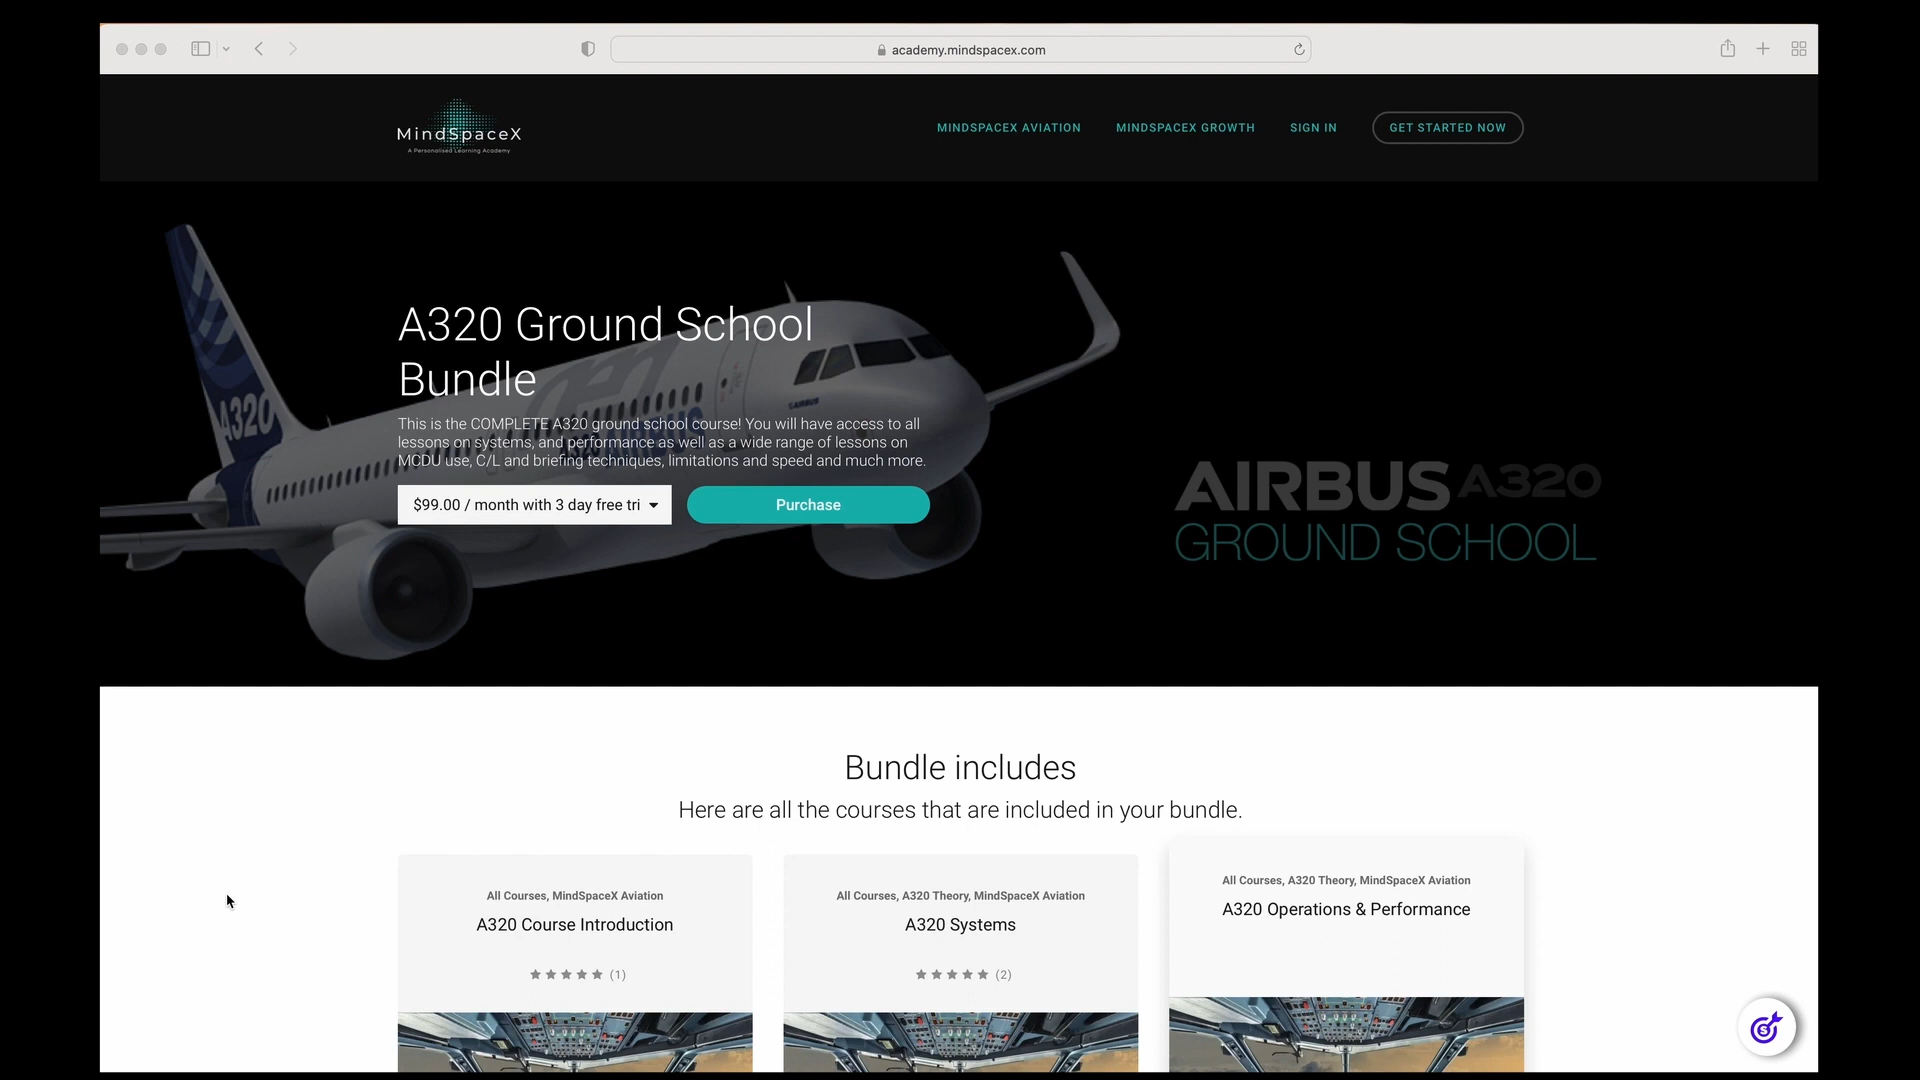 academy.mindspacex.com
MindSpaceX
A Personalised Learning Academy
MINDSPACEX AVIATION
MINDSPACEX GROWTH
SIGN IN
GET STARTED NOW
A320 Ground School
Bundle
This is the COMPLETE A320 ground school course! You will have access to all
lessons on systems, and performance as well as a wide range of lessons on
MCDU use, C/L and briefing techniques, limitations and speed and much more.
$99.00 / month with 3 day free tri
Purchase
A320
AIRBUS
A320 AIRBUS
AIRBUS A320
GROUND SCHOOL
Bundle includes
Here are all the courses that are included in your bundle.
All Courses, MindSpaceX Aviation
A320 Course Introduction
(1)
All Courses, A320 Theory, MindSpaceX Aviation
A320 Systems
(2)
All Courses, A320 Theory, MindSpaceX Aviation
A320 Operations & Performance